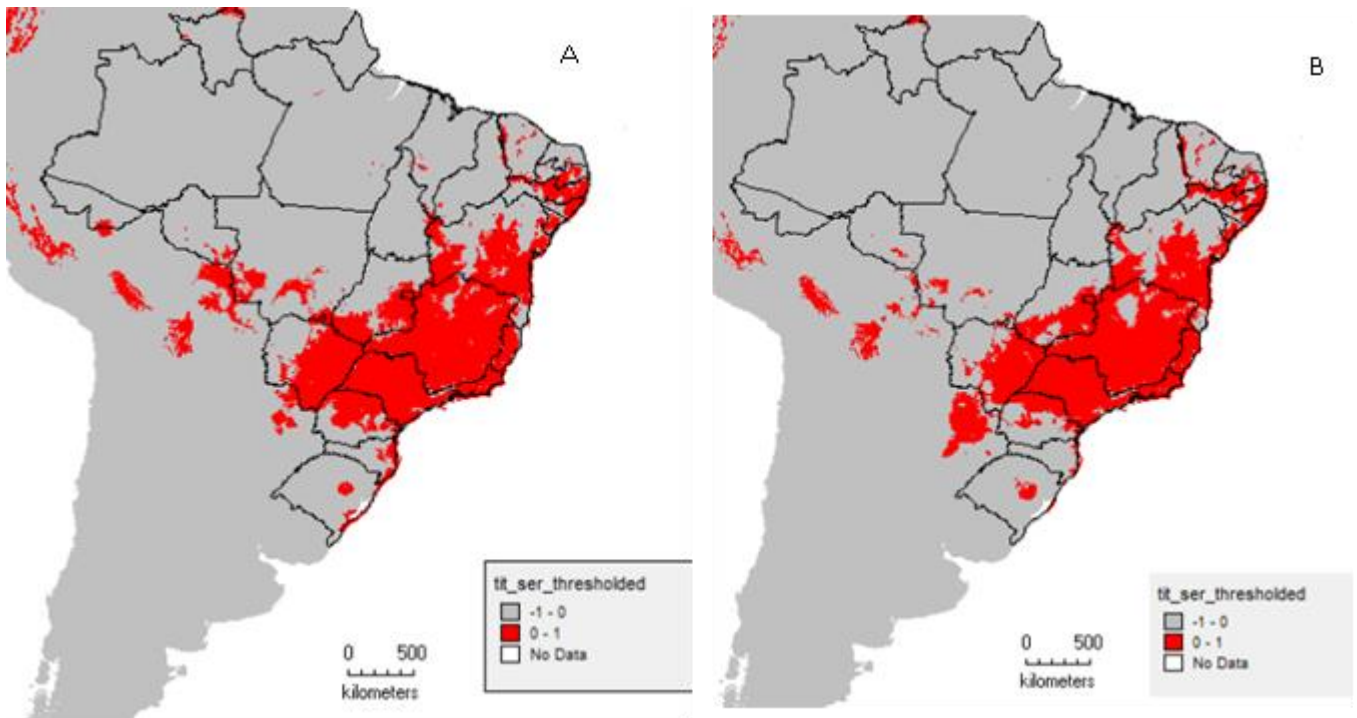 A
tit_ser_thresholded
-1 - 0
0 - 1
No Data
0 500
kilometers
B
tit_ser_thresholded
-1 - 0
0 - 1
No Data
0 500
kilometers